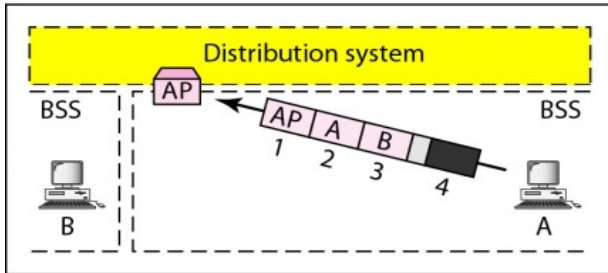 Distribution system
BSS
AP
BSS
AP A B
1 2 3 4
B
A